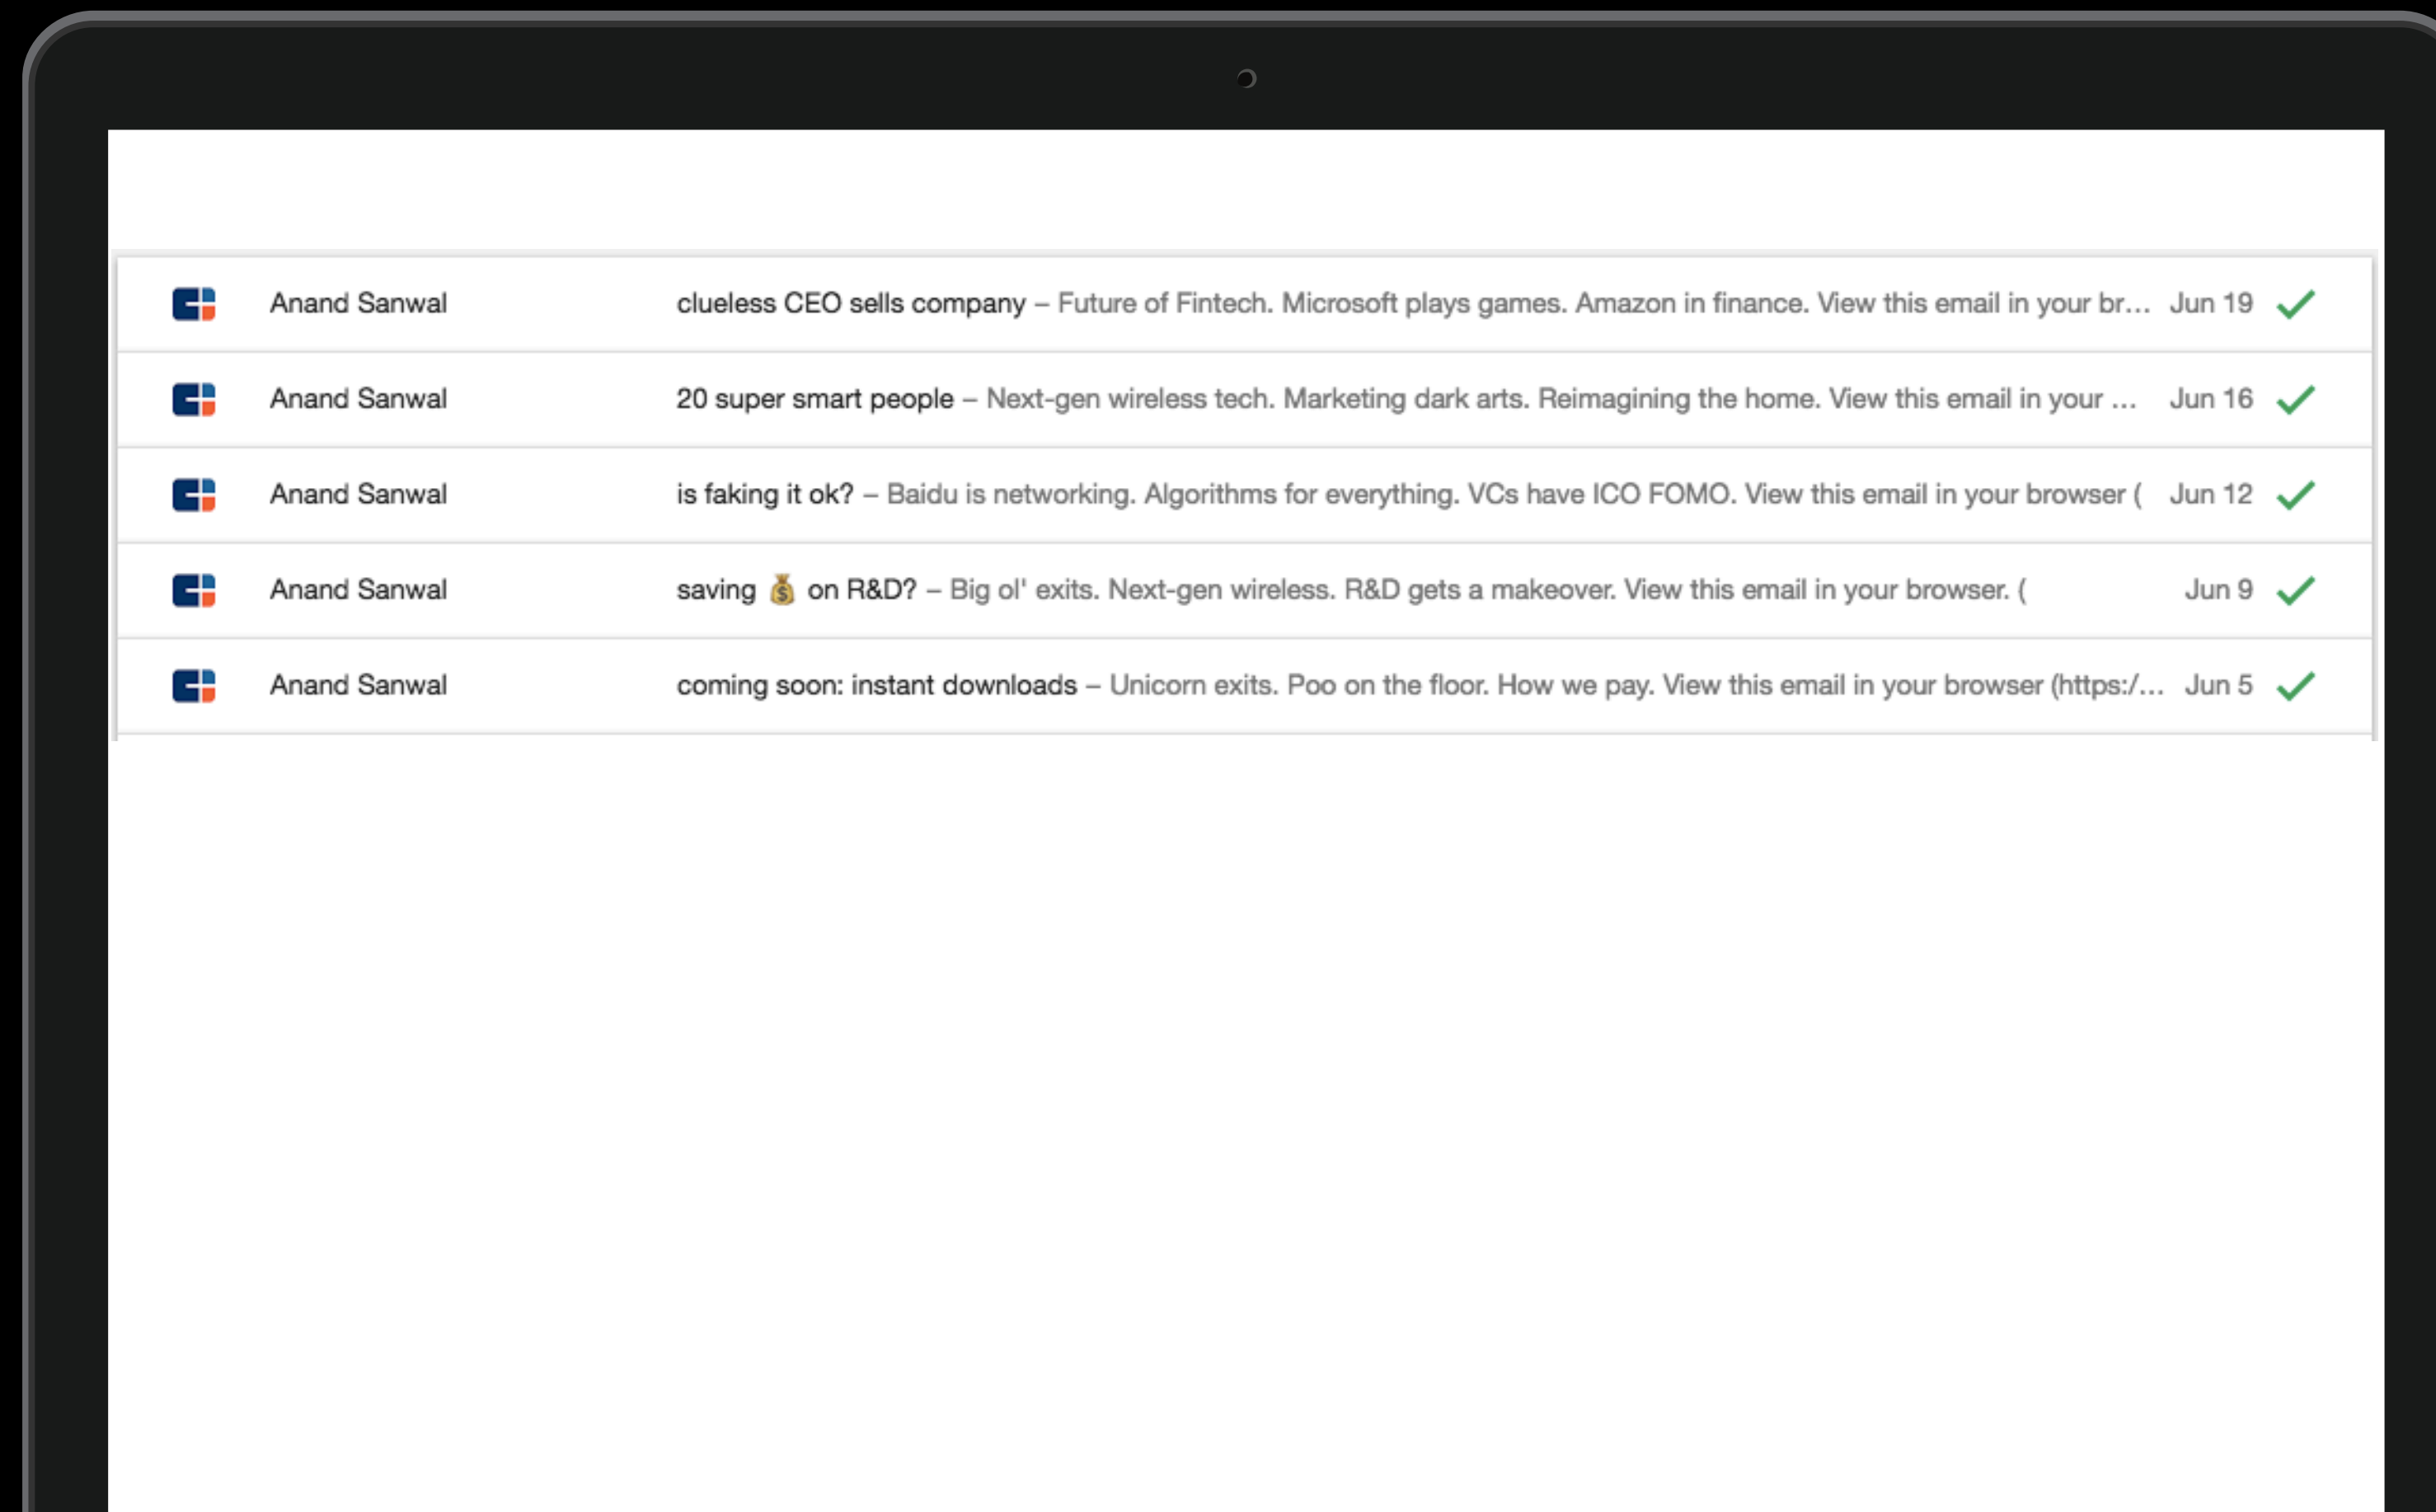 Anand Sanwal clueless CEO sells company – Future of Fintech. Microsoft plays games. Amazon in finance. View this email in your br... Jun 19
Anand Sanwal 20 super smart people – Next-gen wireless tech. Marketing dark arts. Reimagining the home. View this email in your ... Jun 16
Anand Sanwal is faking it ok? – Baidu is networking. Algorithms for everything. VCs have ICO FOMO. View this email in your browser ( Jun 12
Anand Sanwal saving 💰 on R&D? – Big ol' exits. Next-gen wireless. R&D gets a makeover. View this email in your browser. ( Jun 9
Anand Sanwal coming soon: instant downloads – Unicorn exits. Poo on the floor. How we pay. View this email in your browser (https:/... Jun 5